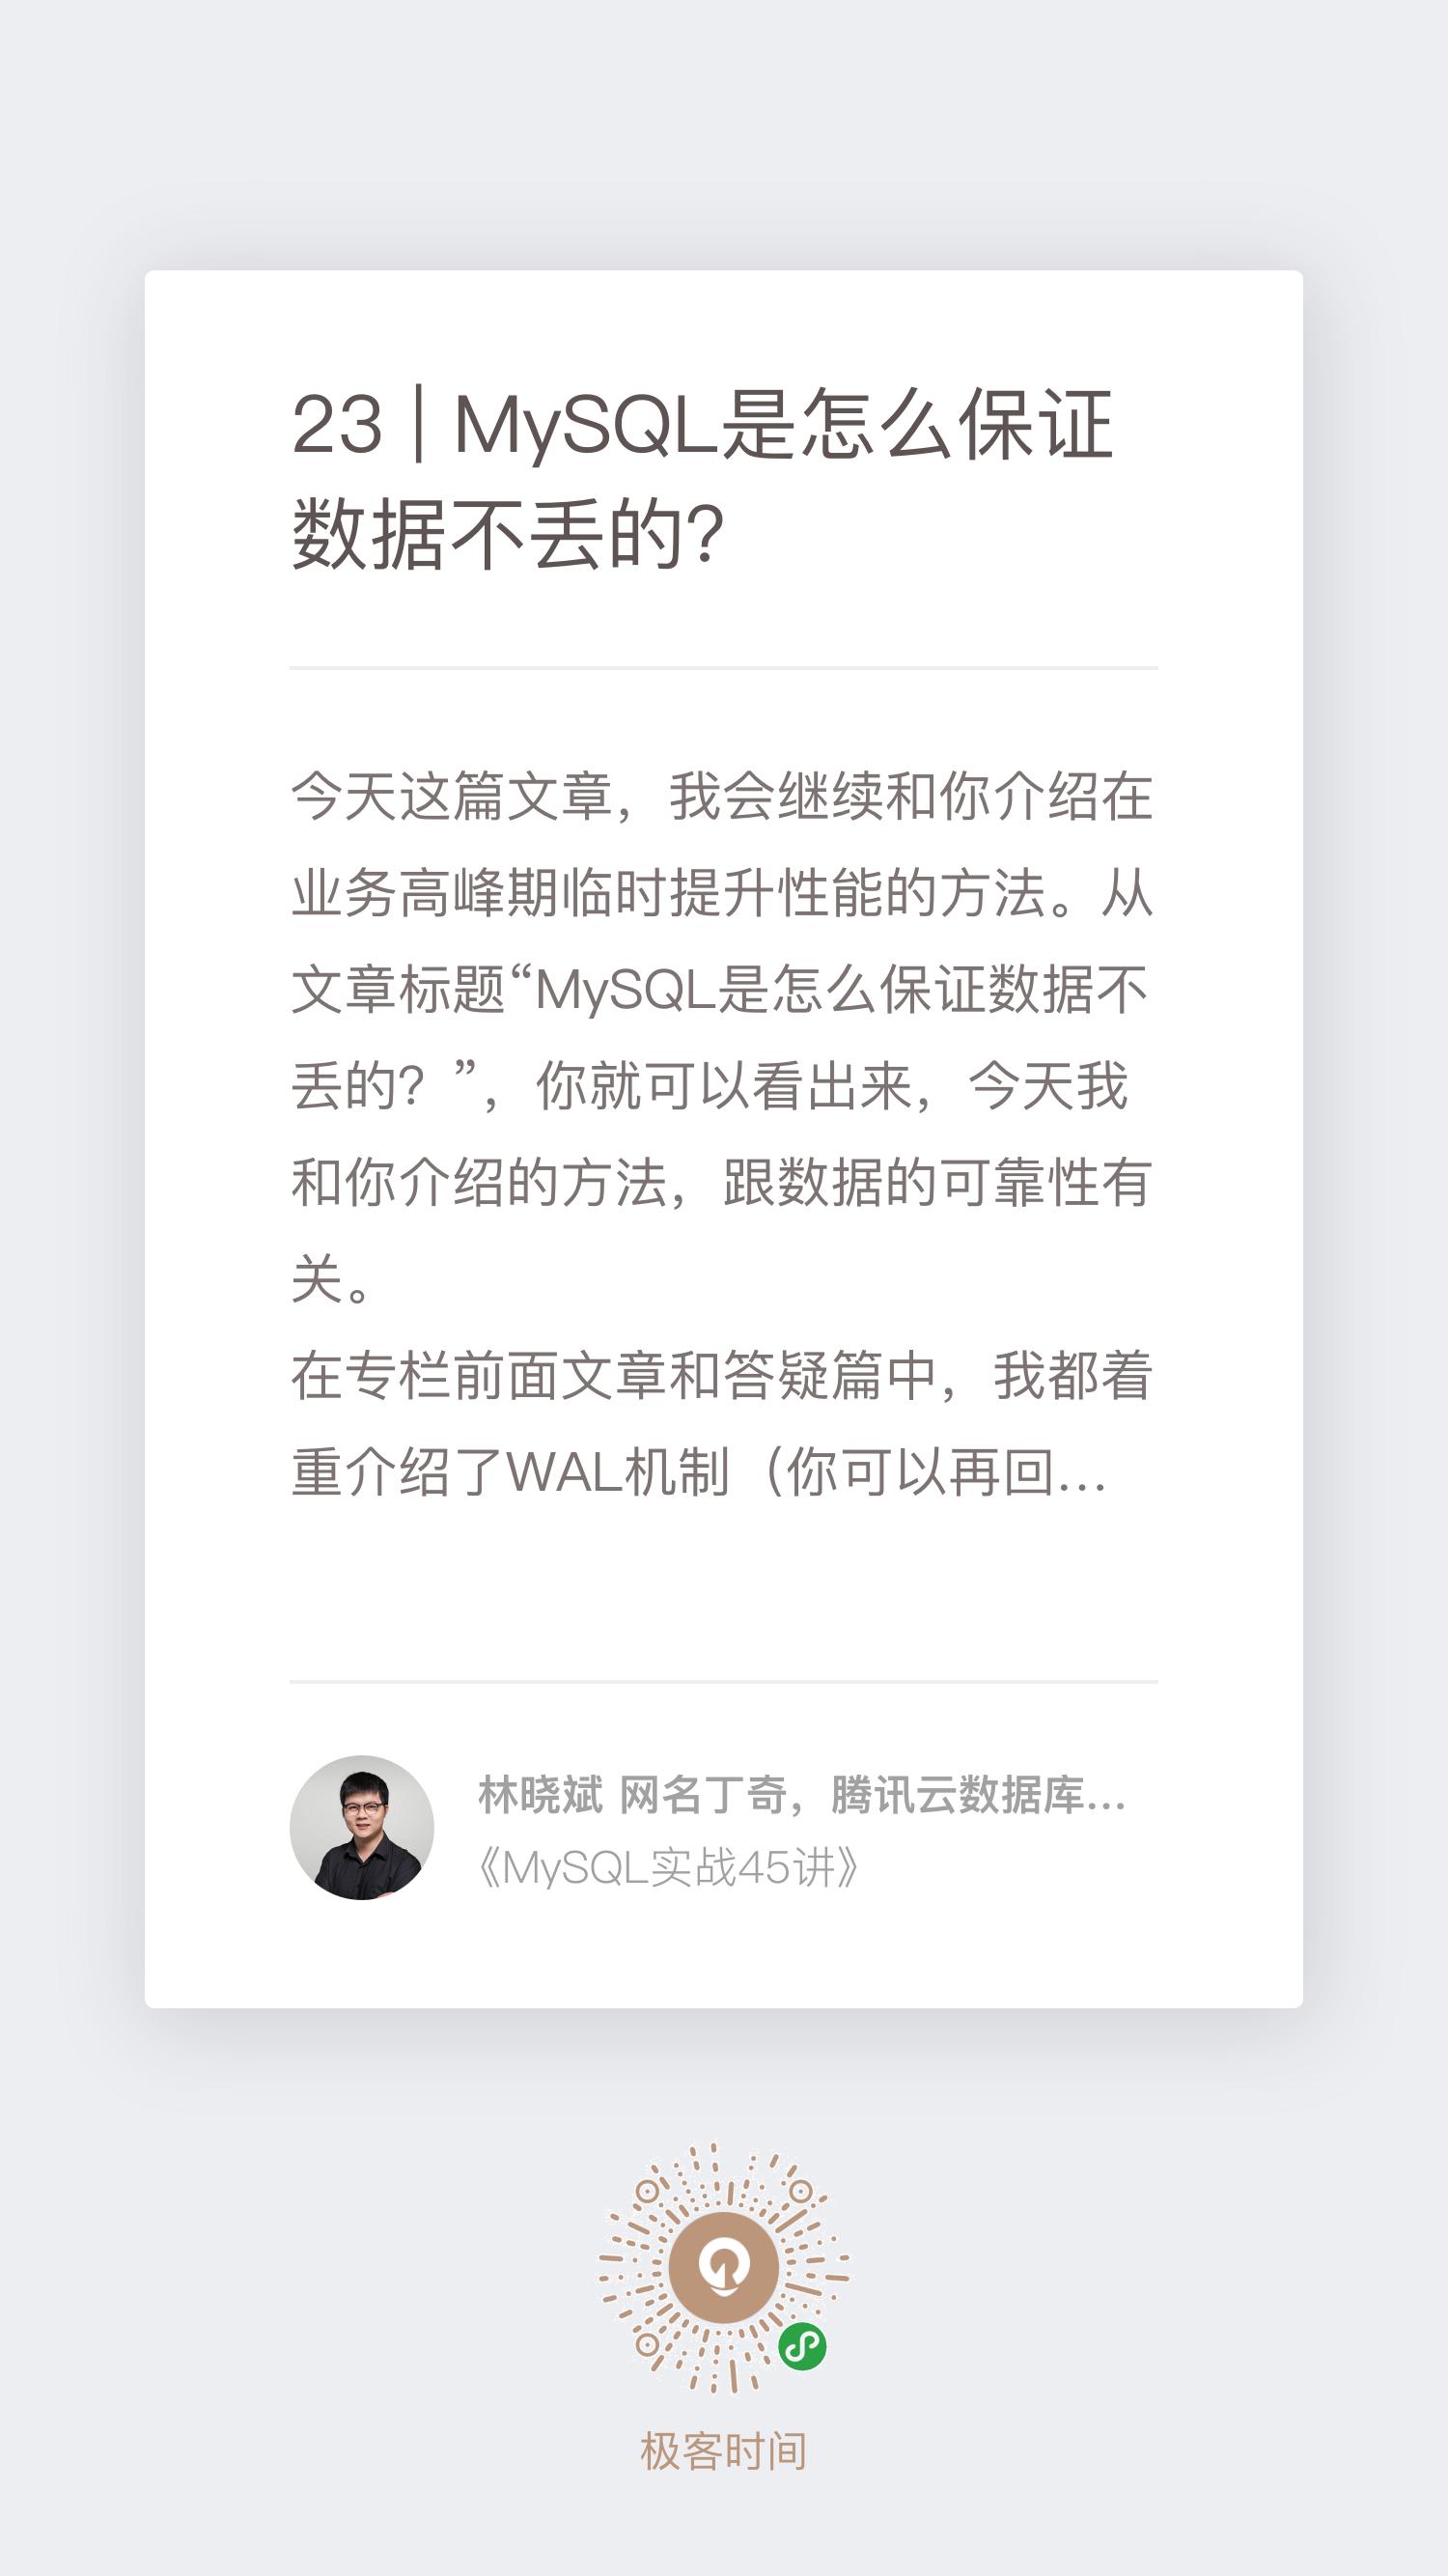 23 | MySQL是怎么保证
数据不丢的?
今天这篇文章，我会继续和你介绍在
业务高峰期临时提升性能的方法。从
文章标题“MySQL是怎么保证数据不
丢的？”，你就可以看出来，今天我
和你介绍的方法，跟数据的可靠性有
关。
在专栏前面文章和答疑篇中，我都着
重介绍了WAL机制（你可以再回...
林晓斌 网名丁奇，腾讯云数据库...
《MySQL实战45讲》
极客时间